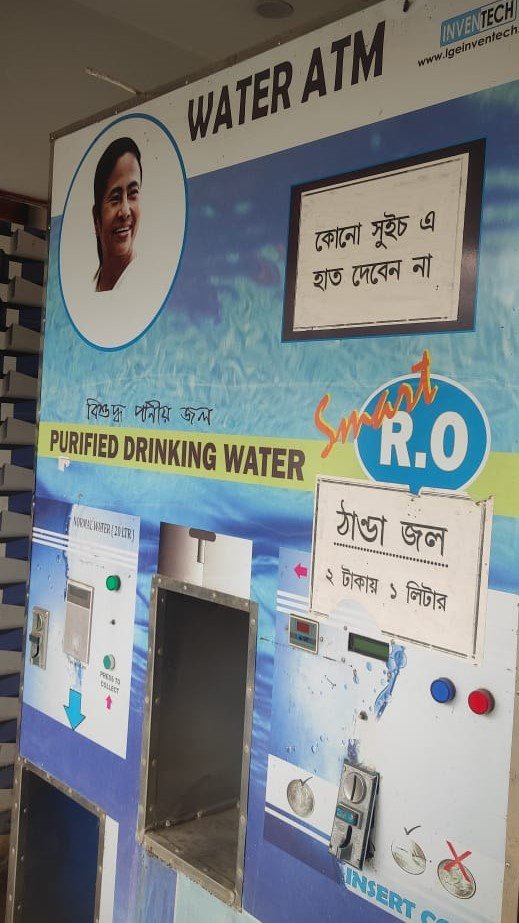 INVENTECH
www.lgeinventech.
WATER ATM
কোনো সুইচ এ
হাত দেবেন না
বিশুদ্ধ পানীয় জল
PURIFIED DRINKING WATER
Smart
R.O
ঠাণ্ডা জল
২ টাকায় ১ লিটার
NORMAL WATER (20 LTR)
PRESS TO
COLLECT
INSERT CO